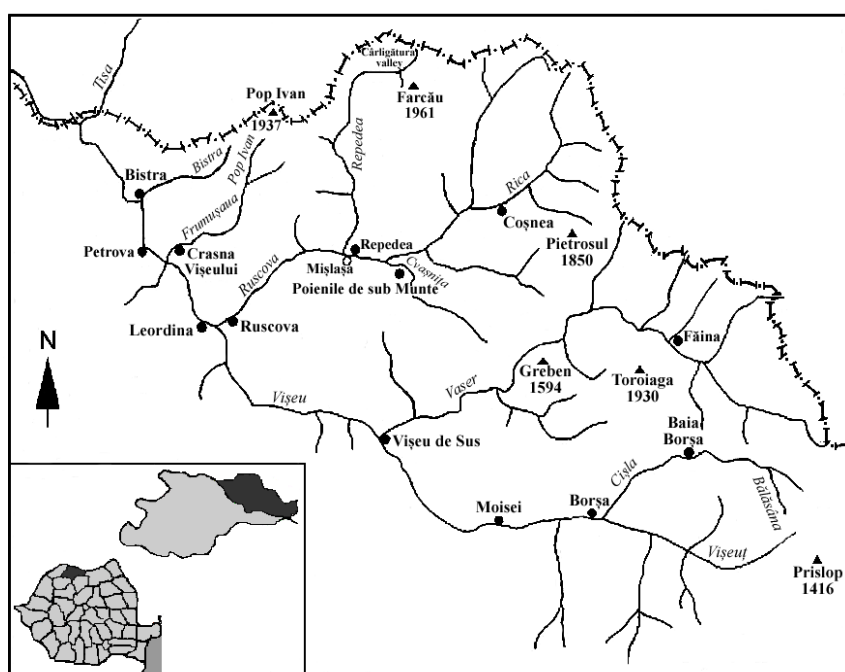 Cârligătura
valley
Tisa
Pop Ivan
1937
Farcău
1961
Bistra
Pop Ivan
Repedea
Rica
Bistra
Frumușaua
Coșnea
Petrova
Crasna
Vișeului
Repedea
Pietrosul
1850
Ruscova
Mișlașa
Cvașnița
Poienile de sub Munte
Leordina
Ruscova
Făina
N
Greben
1594
Toroiaga
1930
Vișeu
Vaser
Baia
Borșa
Vișeu de Sus
Cișla
Bălăsâna
Moisei
Borșa
Vișeuț
Prislop
1416